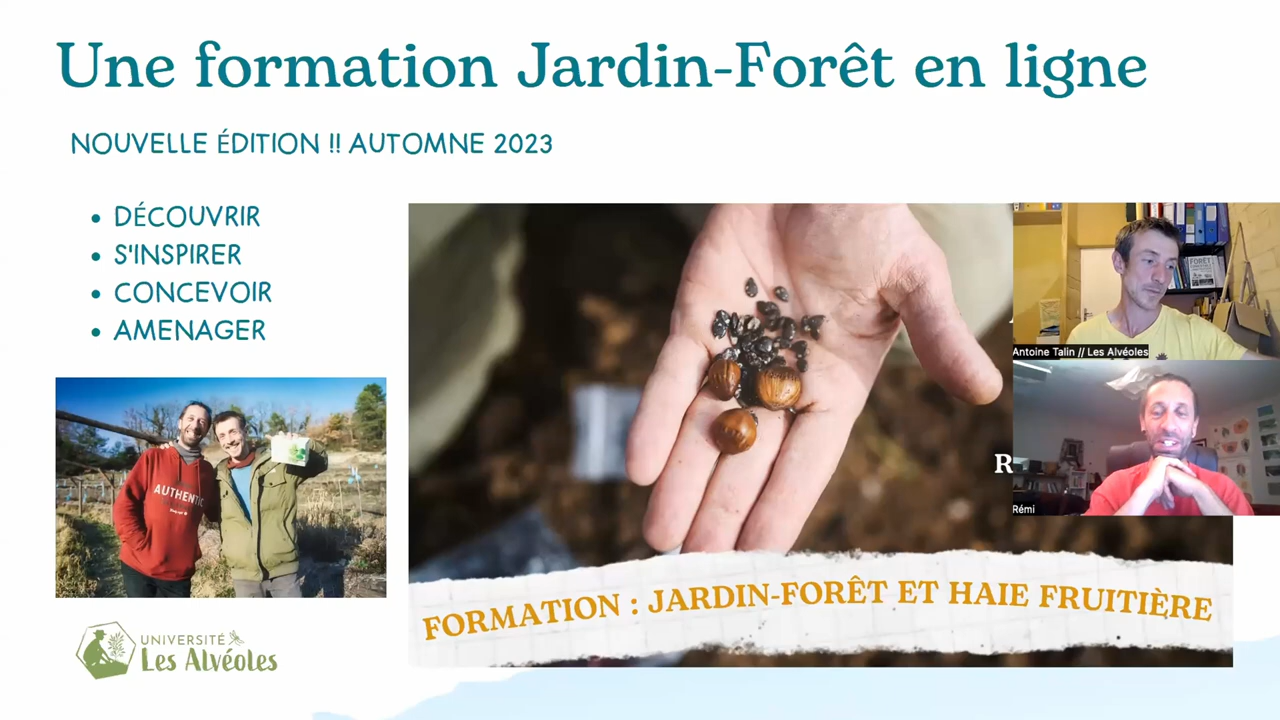 Une formation Jardin-Forêt en ligne
NOUVELLE ÉDITION !! AUTOMNE 2023
• DÉCOUVRIR
• S'INSPIRER
• CONCEVOIR
• AMENAGER
AUTHENTIC
FORÊT
Antoine Talin // Les Alvéoles
R
Rémi
FORMATION : JARDIN-FORÊT ET HAIE FRUITIÈRE
UNIVERSITÉ
Les Alvéoles